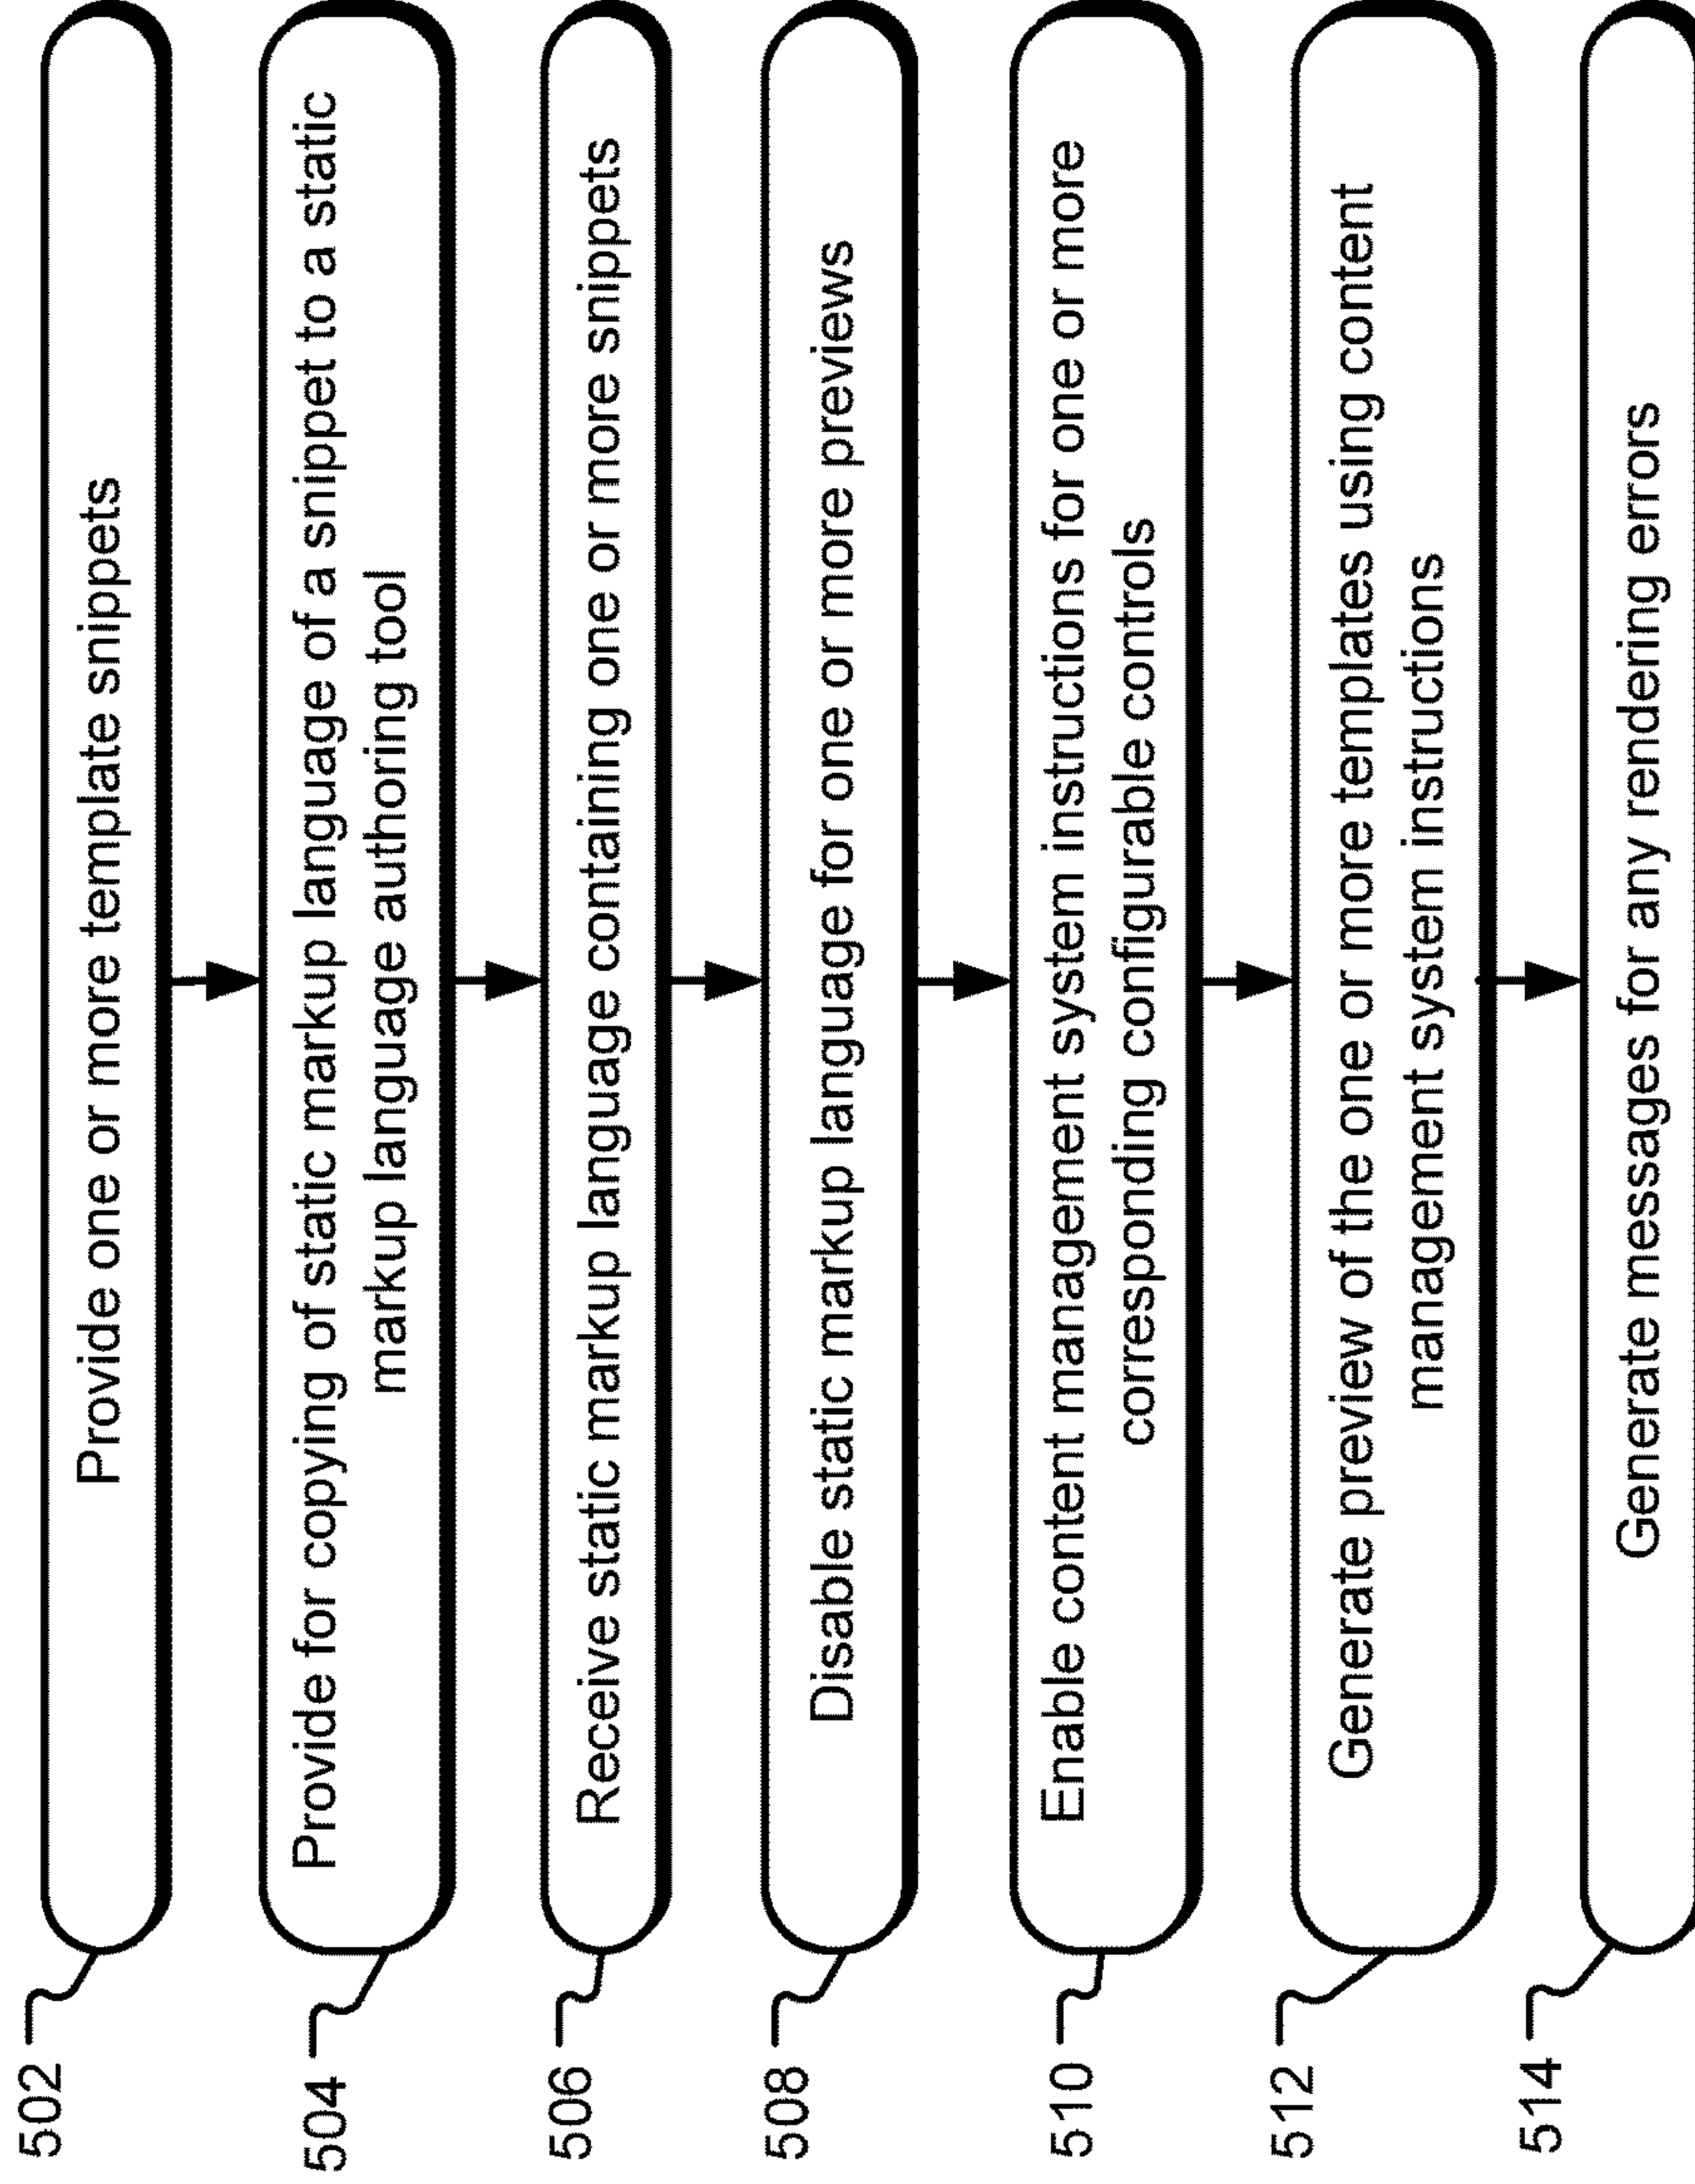 502
Provide one or more template snippets
504
Provide for copying of static markup language of a snippet to a static
markup language authoring tool
506
Receive static markup language containing one or more snippets
508
Disable static markup language for one or more previews
510
Enable content management system instructions for one or more
corresponding configurable controls
512
Generate preview of the one or more templates using content
management system instructions
514
Generate messages for any rendering errors